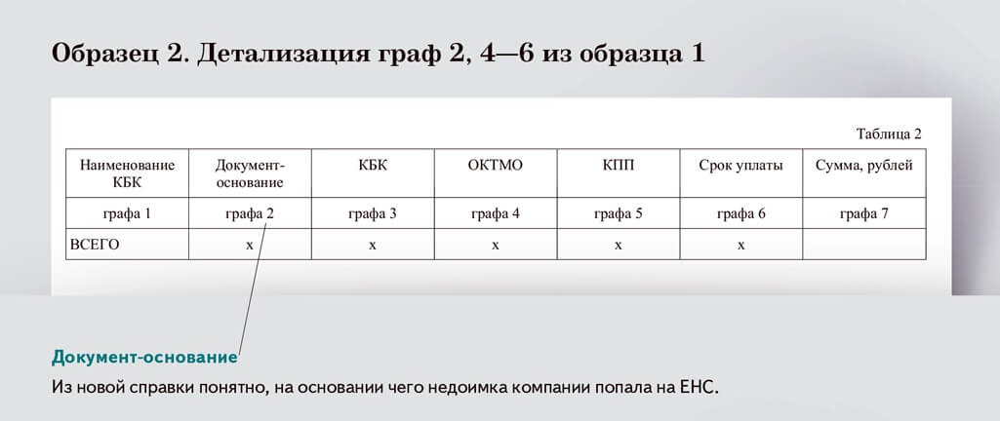 Образец 2. Детализация граф 2, 4—6 из образца 1
Таблица 2
Наименование КБК Документ-основание КБК ОКТМО КПП Срок уплаты Сумма, рублей
графа 1 графа 2 графа 3 графа 4 графа 5 графа 6 графа 7
ВСЕГО х х х х х
Документ-основание
Из новой справки понятно, на основании чего недоимка компании попала на ЕНС.